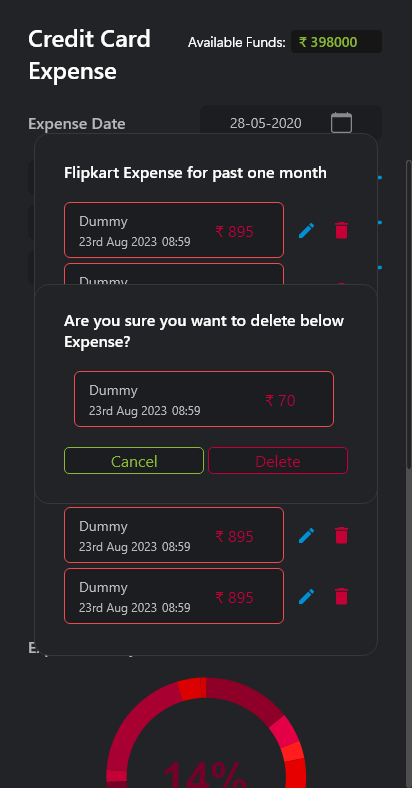 Credit Card
Expense
Available Funds: ₹ 398000
Expense Date 28-05-2020
Flipkart Expense for past one month
Dummy
23rd Aug 2023 08:59
₹ 895
Dummy
Are you sure you want to delete below
Expense?
Dummy
23rd Aug 2023 08:59
₹ 70
Cancel Delete
Dummy
23rd Aug 2023 08:59
₹ 895
Dummy
23rd Aug 2023 08:59
₹ 895
14%